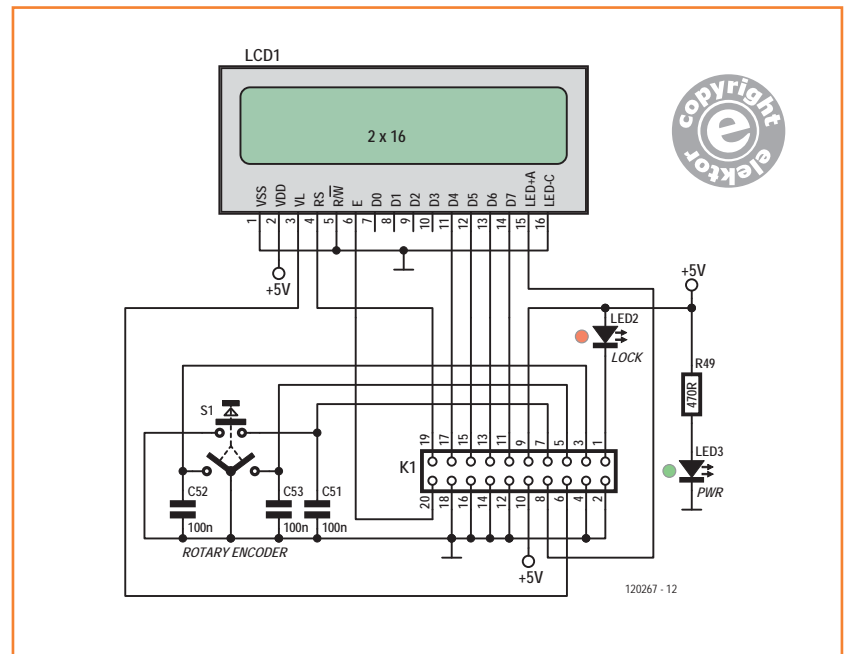 LCD1
copyright
e
elektor
2 x 16
VSS
VDD
VL
RS
R/W
E
D0
D1
D2
D3
D4
D5
D6
D7
LED+A
LED-C
1
2
3
4
5
6
7
8
9
10
11
12
13
14
15
16
+5V
+5V
LED2
LOCK
R49
470R
S1
LED3
PWR
K1
19
17
15
13
11
9
7
5
3
1
20
18
16
14
12
10
8
6
4
2
C52
100n
C53
100n
C51
100n
ROTARY ENCODER
+5V
120267 - 12